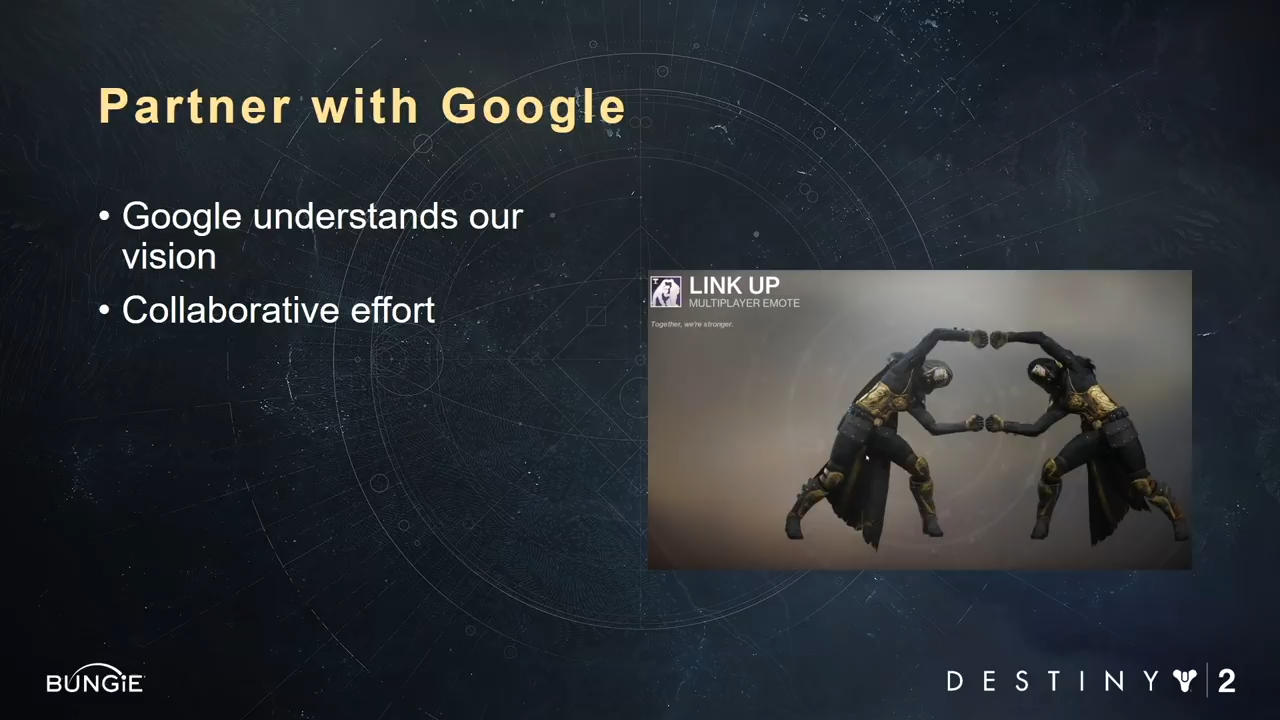 Partner with Google
• Google understands our
vision
• Collaborative effort
LINK UP
MULTIPLAYER EMOTE
Together, we're stronger.
BUNGiE
DESTINY 2